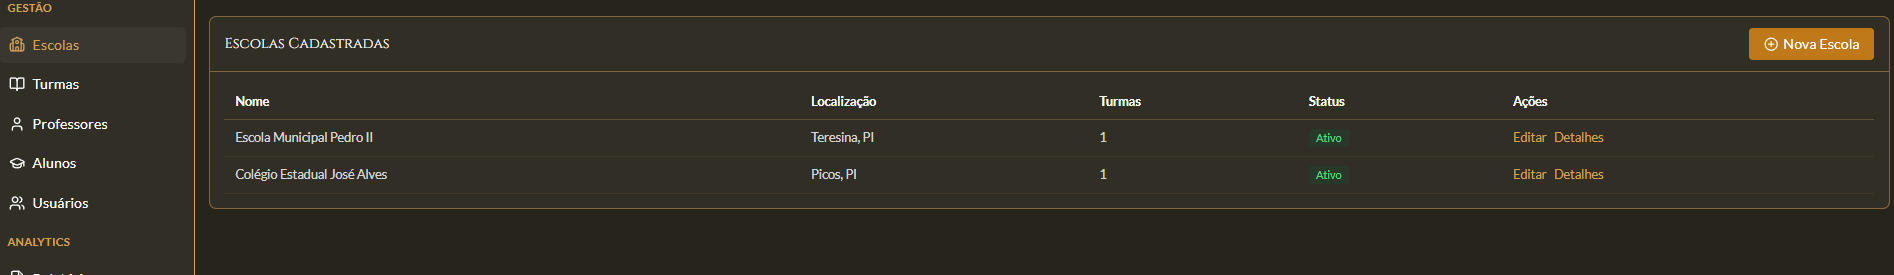 GESTÃO
Escolas
Turmas
Professores
Alunos
Usuários
ANALYTICS
Escolas Cadastradas
Nova Escola
Nome Localização Turmas Status Ações
Escola Municipal Pedro II Teresina, PI 1 Ativo Editar Detalhes
Colégio Estadual José Alves Picos, PI 1 Ativo Editar Detalhes